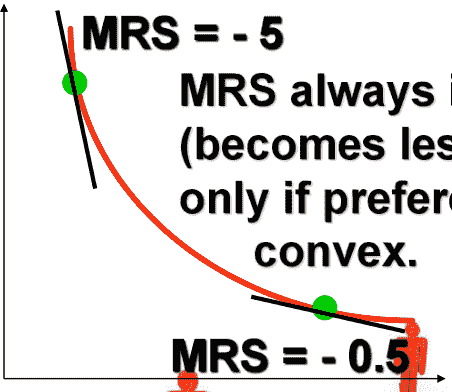 MRS = - 5
MRS always i
(becomes les
only if prefer
convex.
MRS = - 0.5